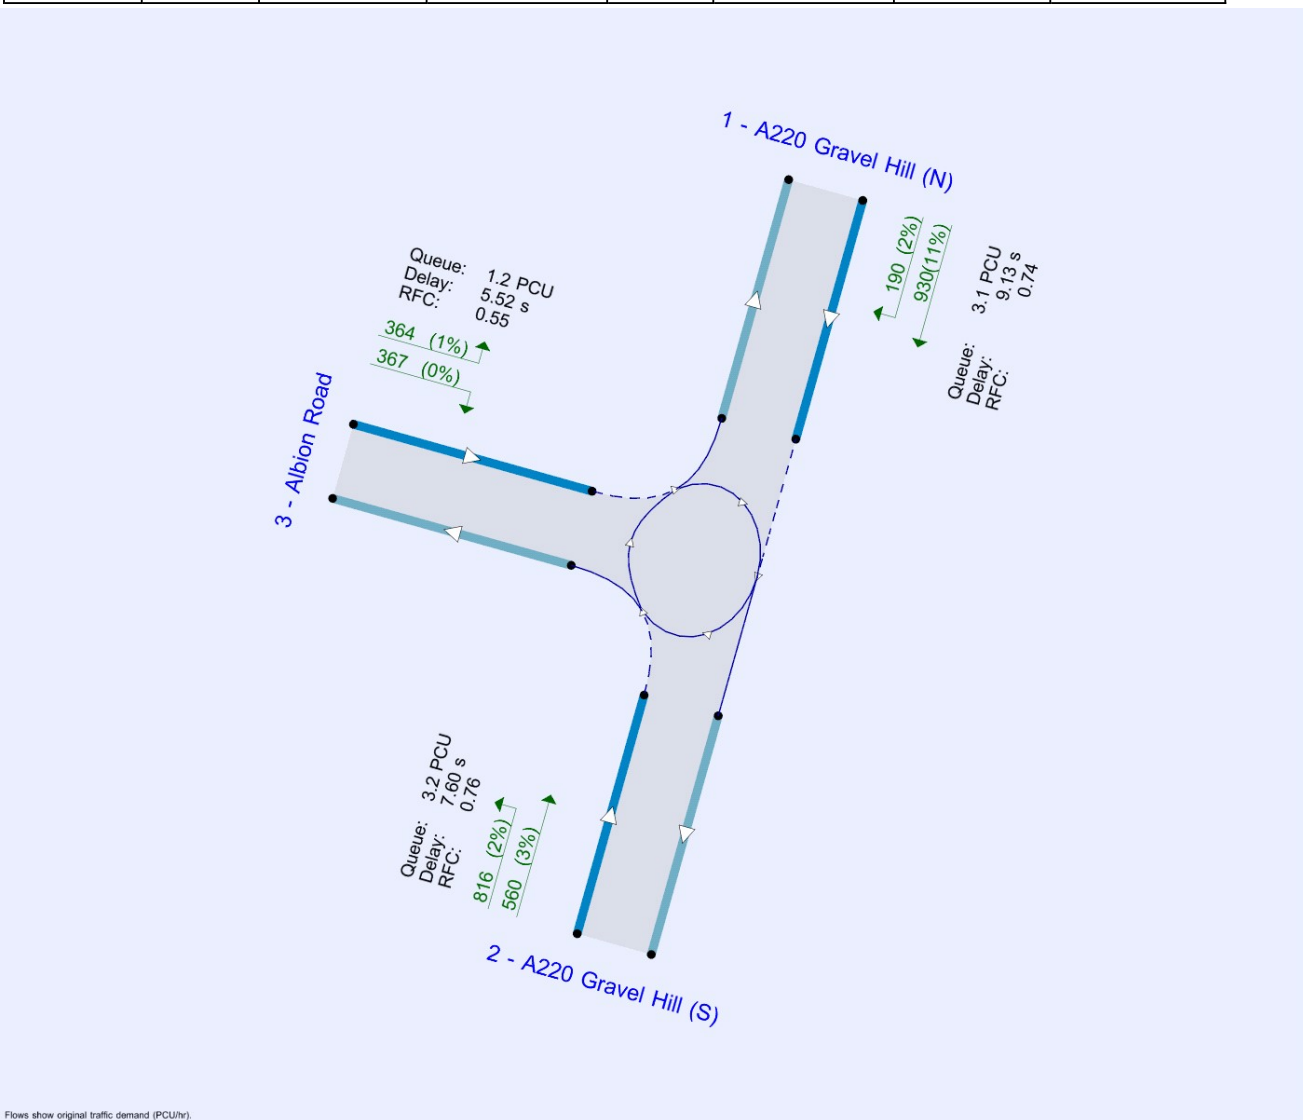 1 - A220 Gravel Hill (N)
190 (2%)
930(11%)
Queue: 3.1 PCU
Delay: 9.13 s
RFC: 0.74
Queue: 1.2 PCU
Delay: 5.52 s
RFC: 0.55
364 (1%)
367 (0%)
3 - Albion Road
Queue: 3.2 PCU
Delay: 7.60 s
RFC: 0.76
816 (2%)
560 (3%)
2 - A220 Gravel Hill (S)
Flows show original traffic demand (PCU/hr).